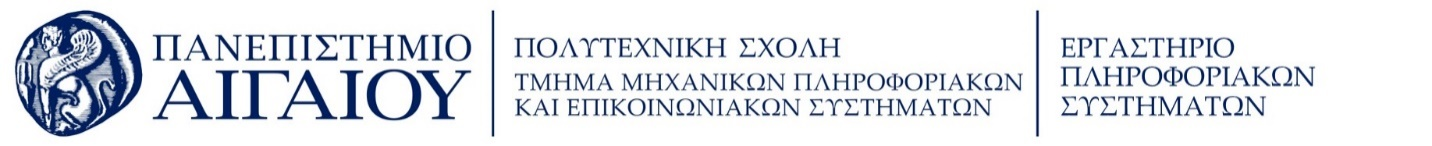 ΠΑΝΕΠΙΣΤΗΜΙΟ
ΑΙΓΑΙΟΥ
ΠΟΛΥΤΕΧΝΙΚΗ ΣΧΟΛΗ
ΤΜΗΜΑ ΜΗΧΑΝΙΚΩΝ ΠΛΗΡΟΦΟΡΙΑΚΩΝ
ΚΑΙ ΕΠΙΚΟΙΝΩΝΙΑΚΩΝ ΣΥΣΤΗΜΑΤΩΝ
ΕΡΓΑΣΤΗΡΙΟ
ΠΛΗΡΟΦΟΡΙΑΚΩΝ
ΣΥΣΤΗΜΑΤΩΝ